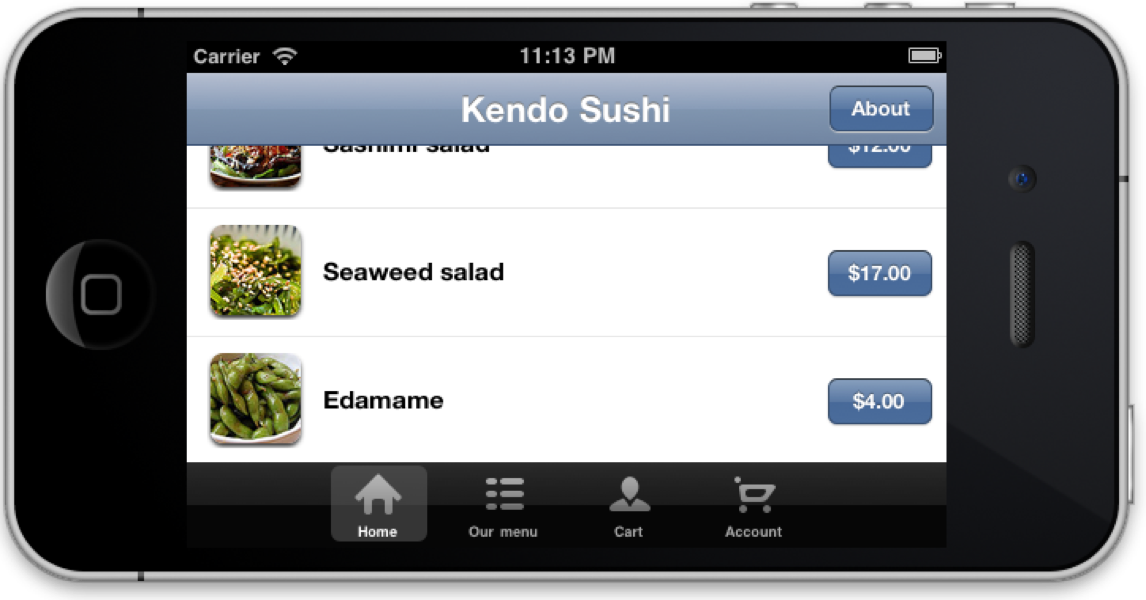 Carrier 11:13 PM
Kendo Sushi About
Sashimi salad $12.00
Seaweed salad $17.00
Edamame $4.00
Home Our menu Cart Account